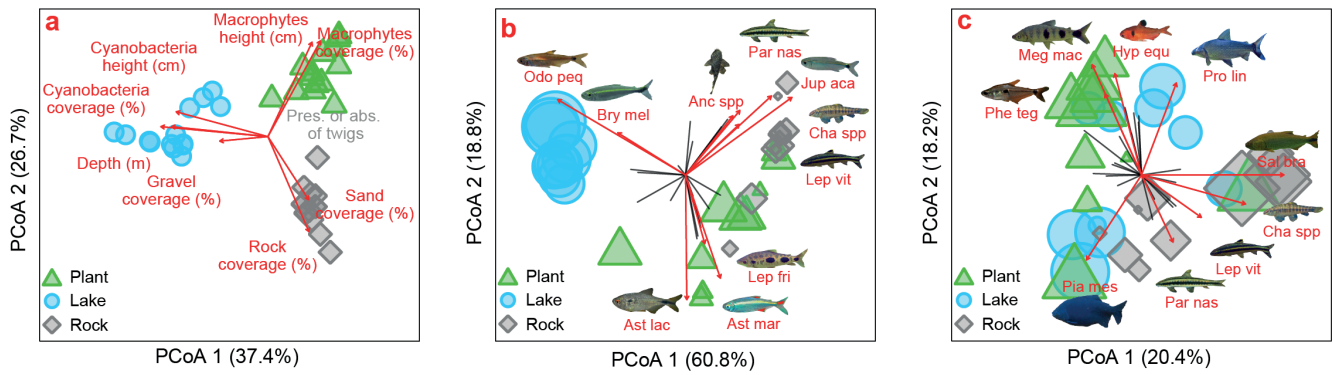 a
Macrophytes
height (cm)
Macrophytes
coverage (%)
Cyanobacteria
height (cm)
Cyanobacteria
coverage (%)
Pres. or abs.
of twigs
Depth (m)
Gravel
coverage (%)
Sand
coverage (%)
Rock
coverage (%)
Plant
Lake
Rock
PCoA 1 (37.4%)
PCoA 2 (26.7%)
b
Par nas
Odo peq
Jup aca
Anc spp
Bry mel
Cha spp
Lep vit
Lep fri
Ast lac
Ast mar
Plant
Lake
Rock
PCoA 1 (60.8%)
PCoA 2 (18.8%)
c
Meg mac
Hyp equ
Pro lin
Phe teg
Sal bra
Cha spp
Lep vit
Par nas
Pia mes
Plant
Lake
Rock
PCoA 1 (20.4%)
PCoA 2 (18.2%)